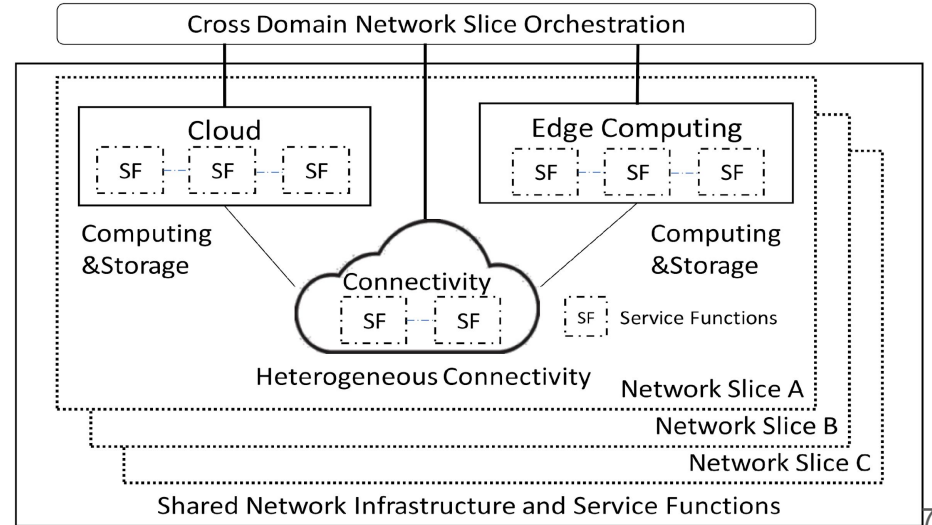 Cross Domain Network Slice Orchestration
Cloud
SF SF SF
Edge Computing
SF SF SF
Computing
&Storage
Computing
&Storage
Connectivity
SF SF
SF Service Functions
Heterogeneous Connectivity
Network Slice A
Network Slice B
Network Slice C
Shared Network Infrastructure and Service Functions
7